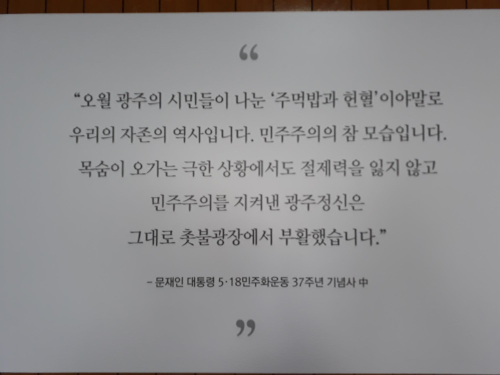 “
“오월 광주의 시민들이 나눈 ‘주먹밥과 헌혈’이야말로
우리의 자존의 역사입니다. 민주주의의 참 모습입니다.
목숨이 오가는 극한 상황에서도 절제력을 잃지 않고
민주주의를 지켜낸 광주정신은
그대로 촛불광장에서 부활했습니다.”
– 문재인 대통령 5·18민주화운동 37주년 기념사 中
”